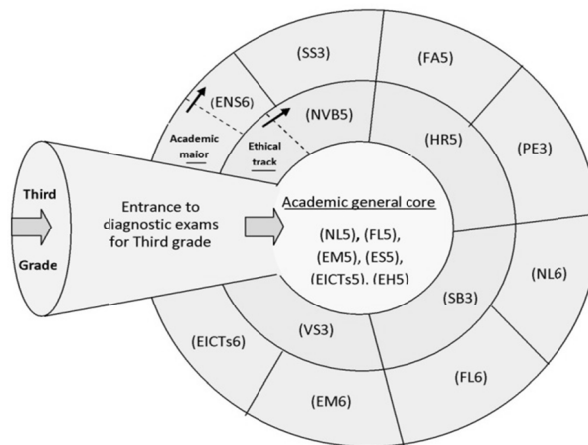 (SS3)
(FA5)
(ENS6)
(NVB5)
(HR5)
(PE3)
Academic
maior
Ethical
track
Third
Grade
Entrance to
diagnostic exams
for Third grade
Academic general core
(NL5), (FL5),
(EM5), (ES5),
(EICTs5). (EH5)
(NL6)
(SB3)
(VS3)
(EICTs6)
(FL6)
(EM6)